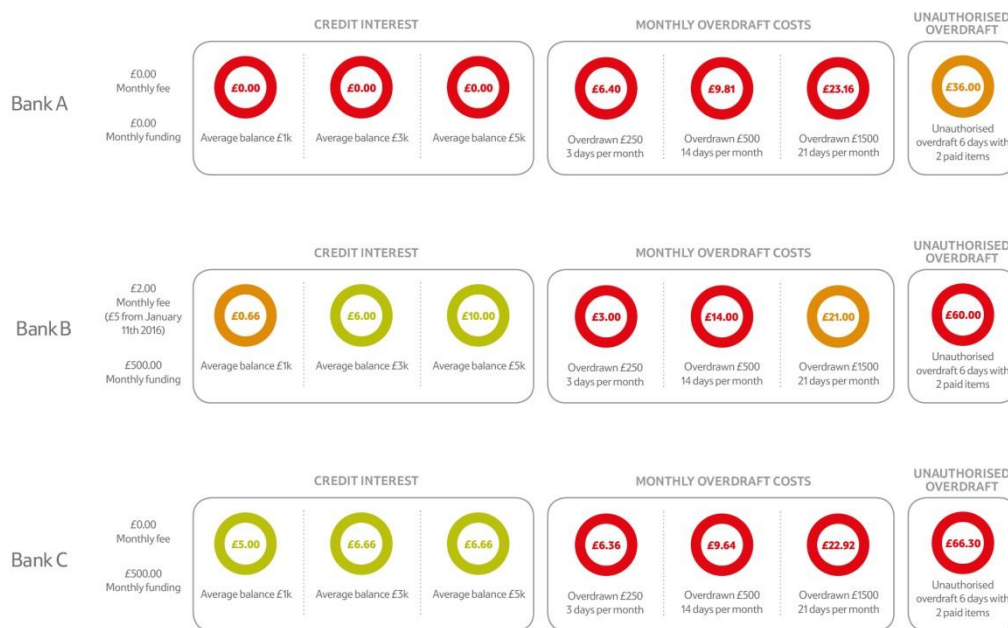 CREDIT INTEREST
MONTHLY OVERDRAFT COSTS
UNAUTHORISED
OVERDRAFT
Bank A
£0.00
Monthly fee
£0.00
Monthly funding
£0.00
Average balance £1k
£0.00
Average balance £3k
£0.00
Average balance £5k
£6.40
Overdrawn £250
3 days per month
£9.81
Overdrawn £500
14 days per month
£23.16
Overdrawn £1500
21 days per month
£36.00
Unauthorised
overdraft 6 days with
2 paid items
CREDIT INTEREST
MONTHLY OVERDRAFT COSTS
UNAUTHORISED
OVERDRAFT
Bank B
£2.00
Monthly fee
(£5 from January
11th 2016)
£500.00
Monthly funding
£0.66
Average balance £1k
£6.00
Average balance £3k
£10.00
Average balance £5k
£3.00
Overdrawn £250
3 days per month
£14.00
Overdrawn £500
14 days per month
£21.00
Overdrawn £1500
21 days per month
£60.00
Unauthorised
overdraft 6 days with
2 paid items
CREDIT INTEREST
MONTHLY OVERDRAFT COSTS
UNAUTHORISED
OVERDRAFT
Bank C
£0.00
Monthly fee
£500.00
Monthly funding
£5.00
Average balance £1k
£6.66
Average balance £3k
£6.66
Average balance £5k
£6.36
Overdrawn £250
3 days per month
£9.64
Overdrawn £500
14 days per month
£22.92
Overdrawn £1500
21 days per month
£66.30
Unauthorised
overdraft 6 days with
2 paid items